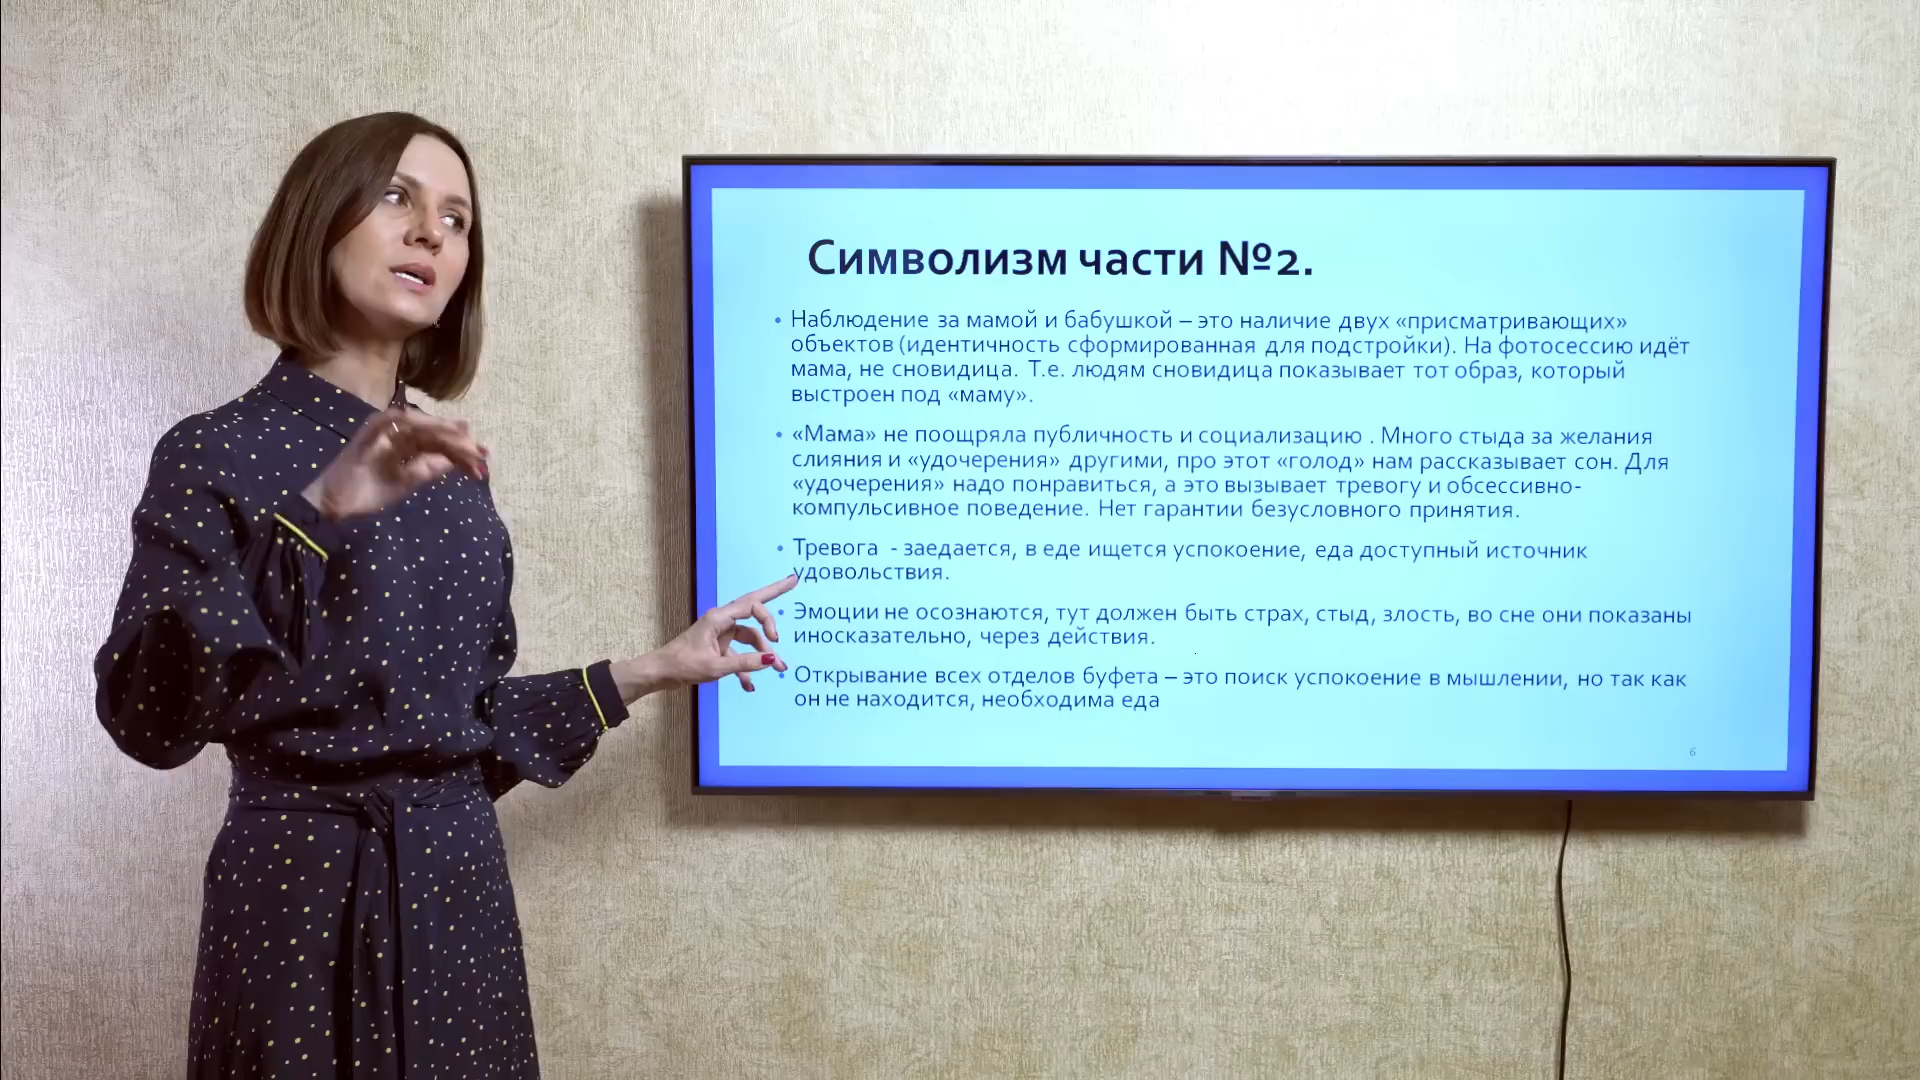 Символизм части №2.
• Наблюдение за мамой и бабушкой – это наличие двух «присматривающих»
объектов (идентичность сформированная для подстройки). На фотосессию идёт
мама, не сновидица. Т.е. людям сновидица показывает тот образ, который
выстроен под «маму».
• «Мама» не поощряла публичность и социализацию . Много стыда за желания
слияния и «удочерения» другими, про этот «голод» нам рассказывает сон. Для
«удочерения» надо понравиться, а это вызывает тревогу и обсессивно-
компульсивное поведение. Нет гарантии безусловного принятия.
• Тревога - заедается, в еде ищется успокоение, еда доступный источник
удовольствия.
• Эмоции не осознаются, тут должен быть страх, стыд, злость, во сне они показаны
иносказательно, через действия.
• Открывание всех отделов буфета – это поиск успокоение в мышлении, но так как
он не находится, необходима еда
6